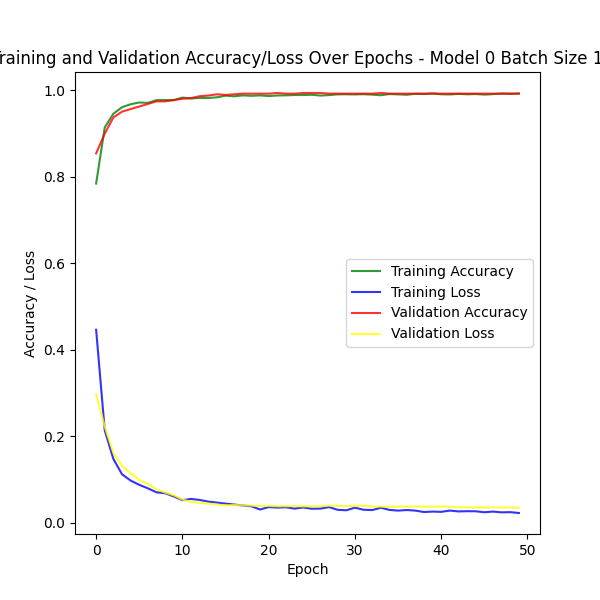 raining and Validation Accuracy/Loss Over Epochs - Model 0 Batch Size 1
1.0
0.8
0.6
0.4
0.2
0.0
Accuracy / Loss
Training Accuracy
Training Loss
Validation Accuracy
Validation Loss
0 10 20 30 40 50
Epoch